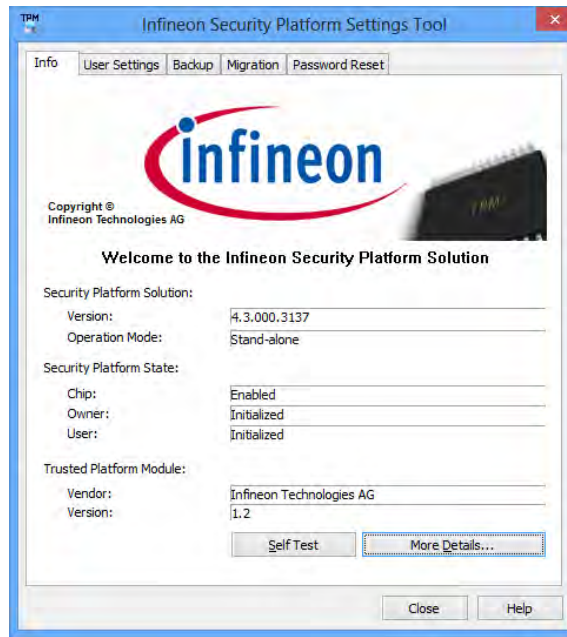 TPM
Infineon Security Platform Settings Tool
Info User Settings Backup Migration Password Reset
infineon
TPM
Copyright ©
Infineon Technologies AG
Welcome to the Infineon Security Platform Solution
Security Platform Solution:
Version: 4.3.000.3137
Operation Mode: Stand-alone
Security Platform State:
Chip: Enabled
Owner: Initialized
User: Initialized
Trusted Platform Module:
Vendor: Infineon Technologies AG
Version: 1.2
Self Test More Details...
Close Help